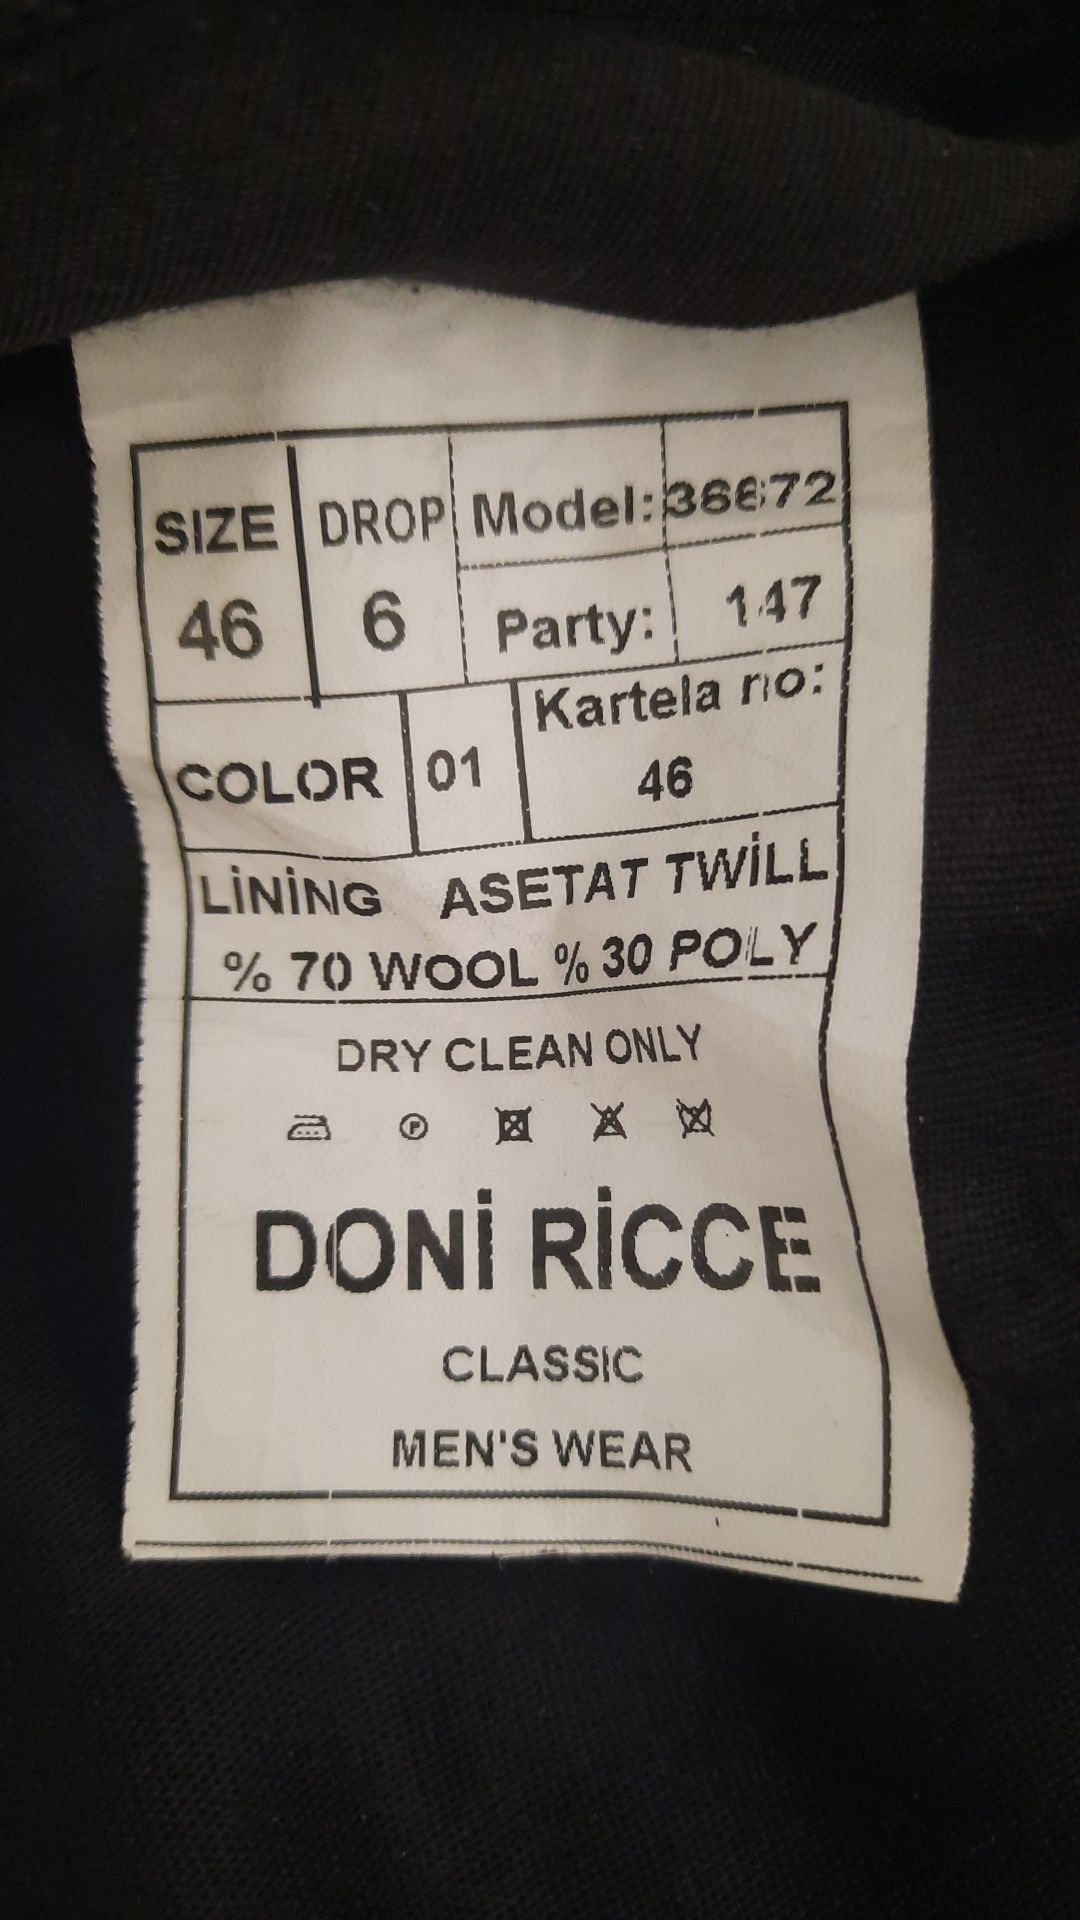 SIZE DROP Model: 36672
46 6 Party: 147
COLOR 01 Kartela no:
46
LİNİNG ASETAT TWİLL
% 70 WOOL % 30 POLY
DRY CLEAN ONLY
P
DONİ RİCCE
CLASSIC
MEN'S WEAR